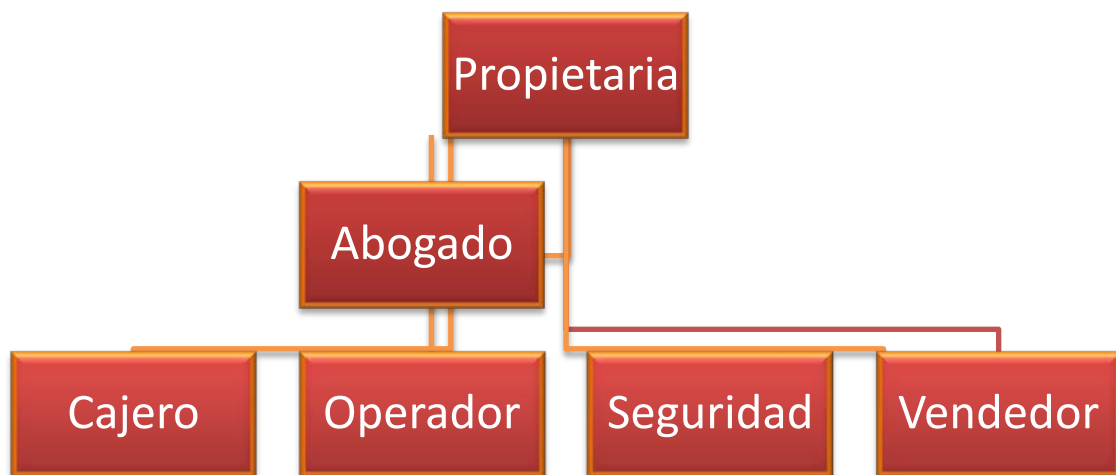 Propietaria
Abogado
Cajero
Operador
Seguridad
Vendedor